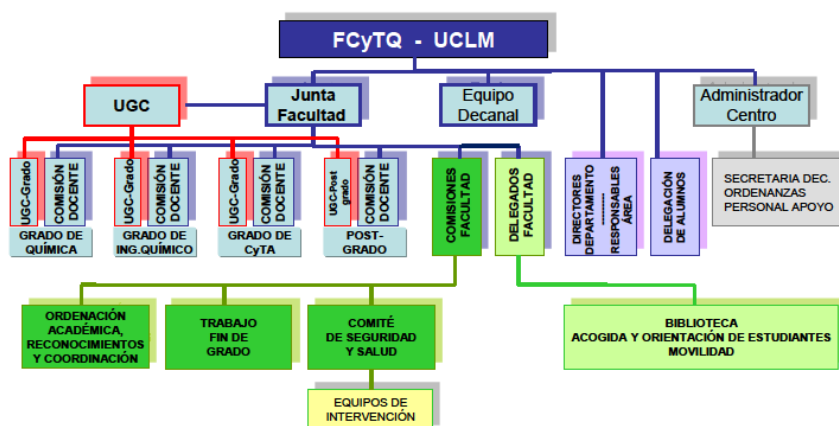 FCyTQ - UCLM
UGC
Junta
Facultad
Equipo
Decanal
Administrador
Centro
UGC-Grado
COMISIÓN
DOCENTE
UGC-Grado
COMISIÓN
DOCENTE
UGC-Grado
COMISIÓN
DOCENTE
UGC-Post
grado
COMISIÓN
DOCENTE
GRADO DE
QUÍMICA
GRADO DE
ING.QUÍMICO
GRADO DE
CyTA
POST-
GRADO
COMISIONES
FACULTAD
DELEGADOS
FACULTAD
DIRECTORES
DEPARTAMENTO
----------
RESPONSABLES
ÁREA
DELEGACIÓN
DE ALUMNOS
SECRETARIA DEC.
ORDENANZAS
PERSONAL APOYO
ORDENACIÓN
ACADÉMICA,
RECONOCIMIENTOS
Y COORDINACIÓN
TRABAJO
FIN DE
GRADO
COMITÉ
DE SEGURIDAD
Y SALUD
BIBLIOTECA
ACOGIDA Y ORIENTACIÓN DE ESTUDIANTES
MOVILIDAD
EQUIPOS DE
INTERVENCIÓN